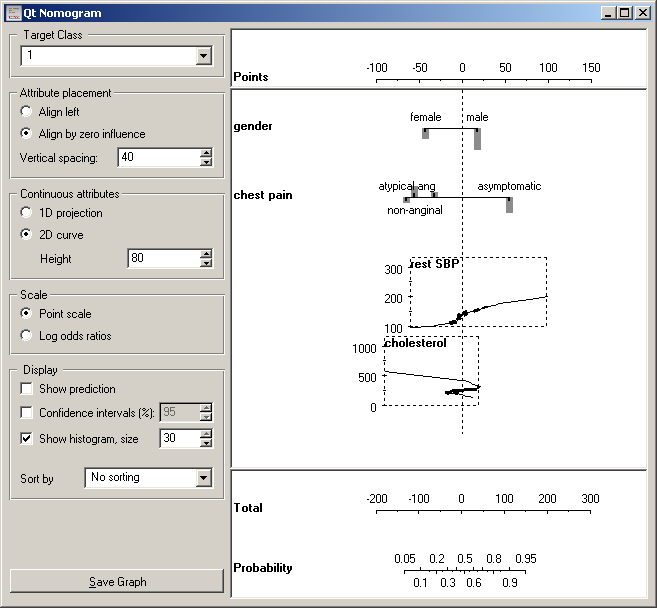 Qt Nomogram
Target Class
1
Attribute placement
Align left
Align by zero influence
Vertical spacing: 40
Continuous attributes
1D projection
2D curve
Height 80
Scale
Point scale
Log odds ratios
Display
Show prediction
Confidence intervals (%): 95
Show histogram, size 30
Sort by No sorting
Save Graph
-100 -50 0 50 100 150
Points
female male
gender
atypical ang asymptomatic
chest pain
non-anginal
rest SBP
300
200
100
cholesterol
1000
500
0
-200 -100 0 100 200 300
Total
0.05 0.2 0.5 0.8 0.95
Probability
0.1 0.3 0.6 0.9